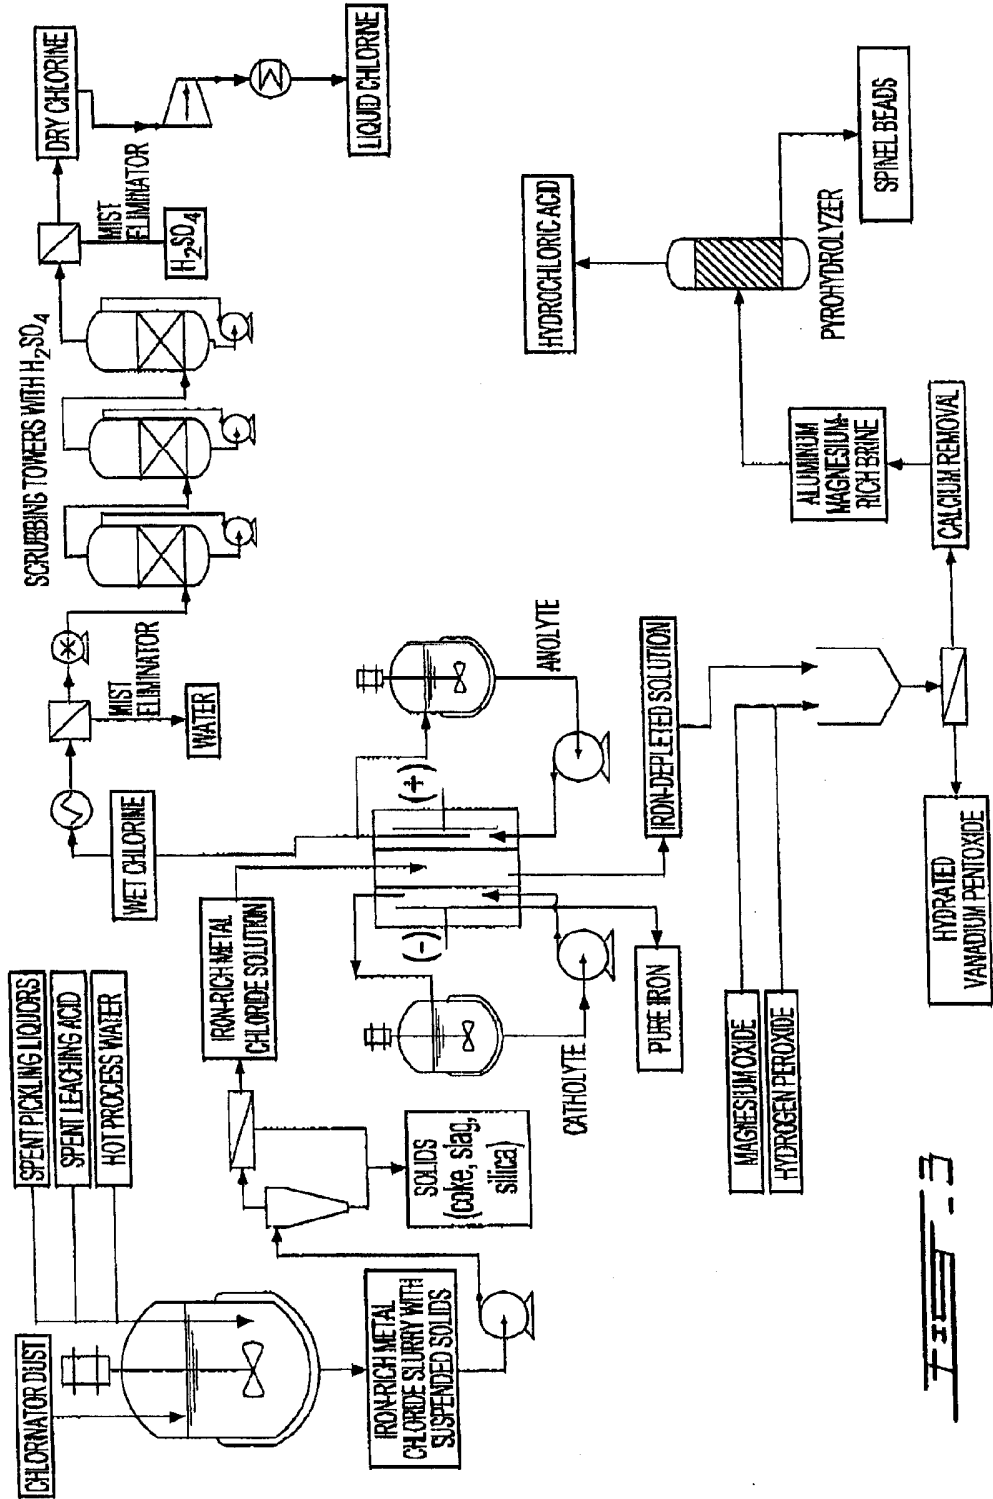 CHLORINATOR DUST
SPENT PICKLING LIQUORS
SPENT LEACHING ACID
HOT PROCESS WATER
IRON-RICH METAL
CHLORIDE SLURRY WITH
SUSPENDED SOLIDS
SOLIDS
(coke, slag,
silica)
IRON-RICH METAL
CHLORIDE SOLUTION
WET CHLORINE
MIST
ELIMINATOR
WATER
SCRUBBING TOWERS WITH H2SO4
MIST
ELIMINATOR
H2SO4
DRY CHLORINE
LIQUID CHLORINE
(-)
(+)
CATHOLYTE
ANOLYTE
PURE IRON
IRON-DEPLETED SOLUTION
MAGNESIUM OXIDE
HYDROGEN PEROXIDE
HYDRATED
VANADIUM PENTOXIDE
CALCIUM REMOVAL
ALUMINUM
MAGNESIUM-
RICH BRINE
PYROHYDROLYZER
HYDROCHLORIC ACID
SPINEL BEADS
FIG. 3